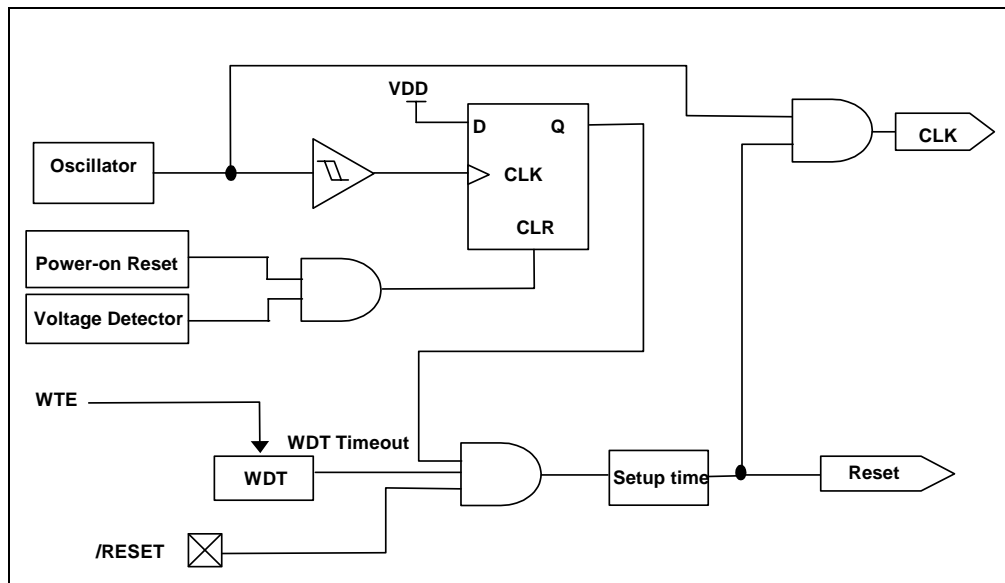 VDD
D
Q
CLK
Oscillator
CLK
CLR
Power-on Reset
Voltage Detector
WTE
WDT Timeout
WDT
Setup time
Reset
/RESET